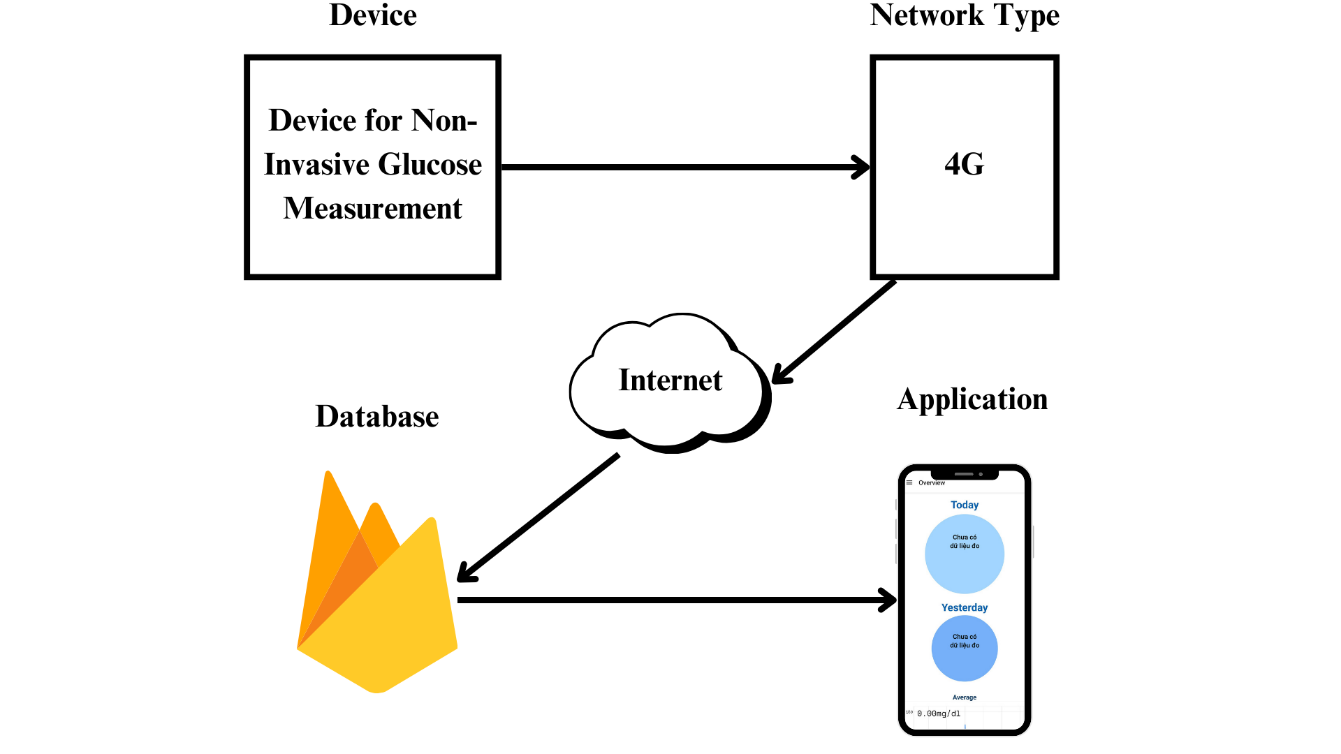 Device
Network Type
Device for Non-
Invasive Glucose
Measurement
4G
Internet
Database
Application
Overview
Today
Chưa có
dữ liệu đo
Yesterday
Chưa có
dữ liệu đo
Average
0.00mg/dl